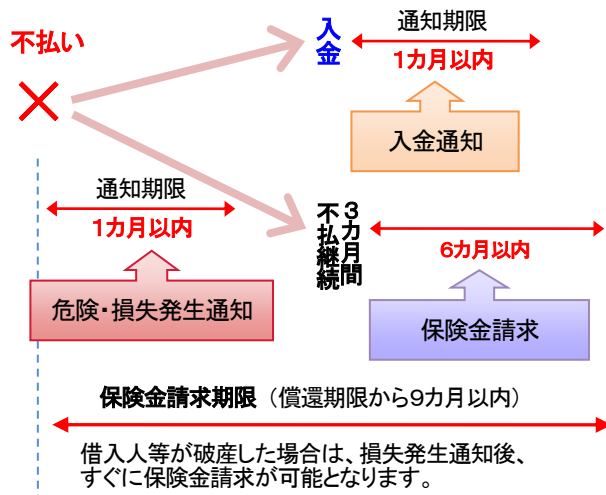 不払い
入金
通知期限
1カ月以内
入金通知
通知期限
1カ月以内
危険・損失発生通知
3カ月間
不払継続
6カ月以内
保険金請求
保険金請求期限（償還期限から9カ月以内）
借入人等が破産した場合は、損失発生通知後、
すぐに保険金請求が可能となります。